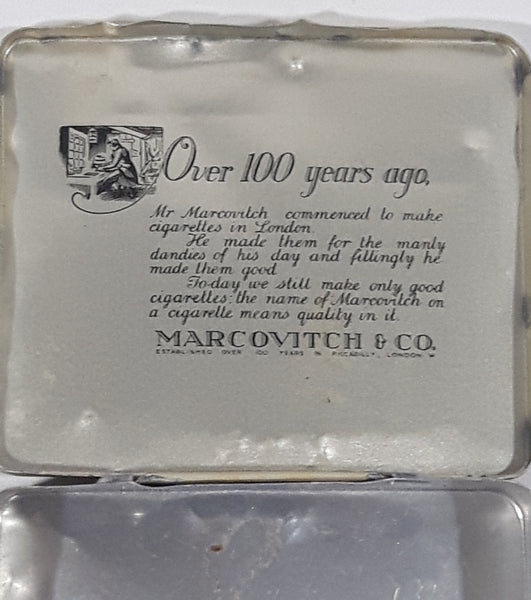 Over 100 years ago,
Mr Marcovitch commenced to make
cigarettes in London.
He made them for the manly
dandies of his day and fittingly he
made them good
To-day we still make only good
cigarettes: the name of Marcovitch on
a cigarette means quality in it.
MARCOVITCH & CO.
ESTABLISHED OVER 100 YEARS IN PICCADILLY, LONDON W